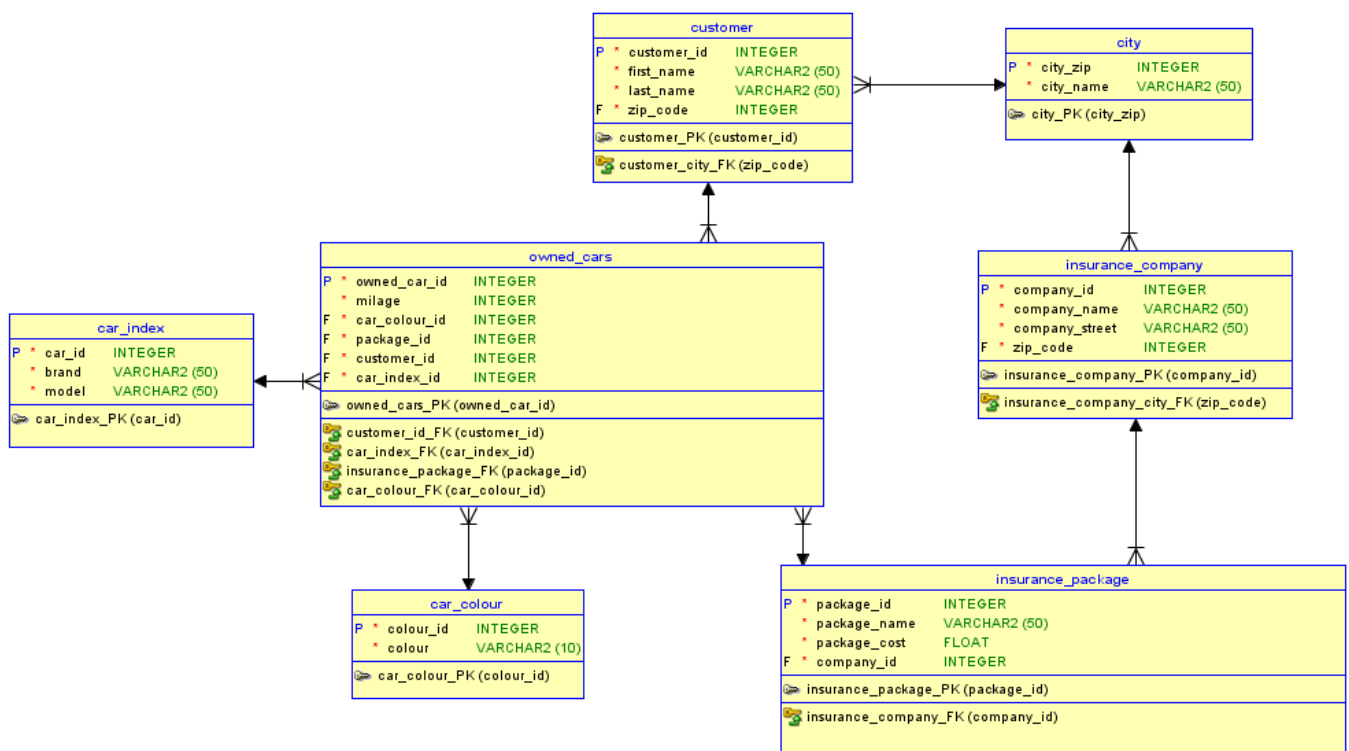 customer
P * customer_id INTEGER
* first_name VARCHAR2 (50)
* last_name VARCHAR2 (50)
F * zip_code INTEGER
customer_PK (customer_id)
customer_city_FK (zip_code)
city
P * city_zip INTEGER
* city_name VARCHAR2 (50)
city_PK (city_zip)
owned_cars
P * owned_car_id INTEGER
* milage INTEGER
F * car_colour_id INTEGER
F * package_id INTEGER
F * customer_id INTEGER
F * car_index_id INTEGER
owned_cars_PK (owned_car_id)
customer_id_FK (customer_id)
car_index_FK (car_index_id)
insurance_package_FK (package_id)
car_colour_FK (car_colour_id)
insurance_company
P * company_id INTEGER
* company_name VARCHAR2 (50)
* company_street VARCHAR2 (50)
F * zip_code INTEGER
insurance_company_PK (company_id)
insurance_company_city_FK (zip_code)
car_index
P * car_id INTEGER
* brand VARCHAR2 (50)
* model VARCHAR2 (50)
car_index_PK (car_id)
car_colour
P * colour_id INTEGER
* colour VARCHAR2 (10)
car_colour_PK (colour_id)
insurance_package
P * package_id INTEGER
* package_name VARCHAR2 (50)
* package_cost FLOAT
F * company_id INTEGER
insurance_package_PK (package_id)
insurance_company_FK (company_id)